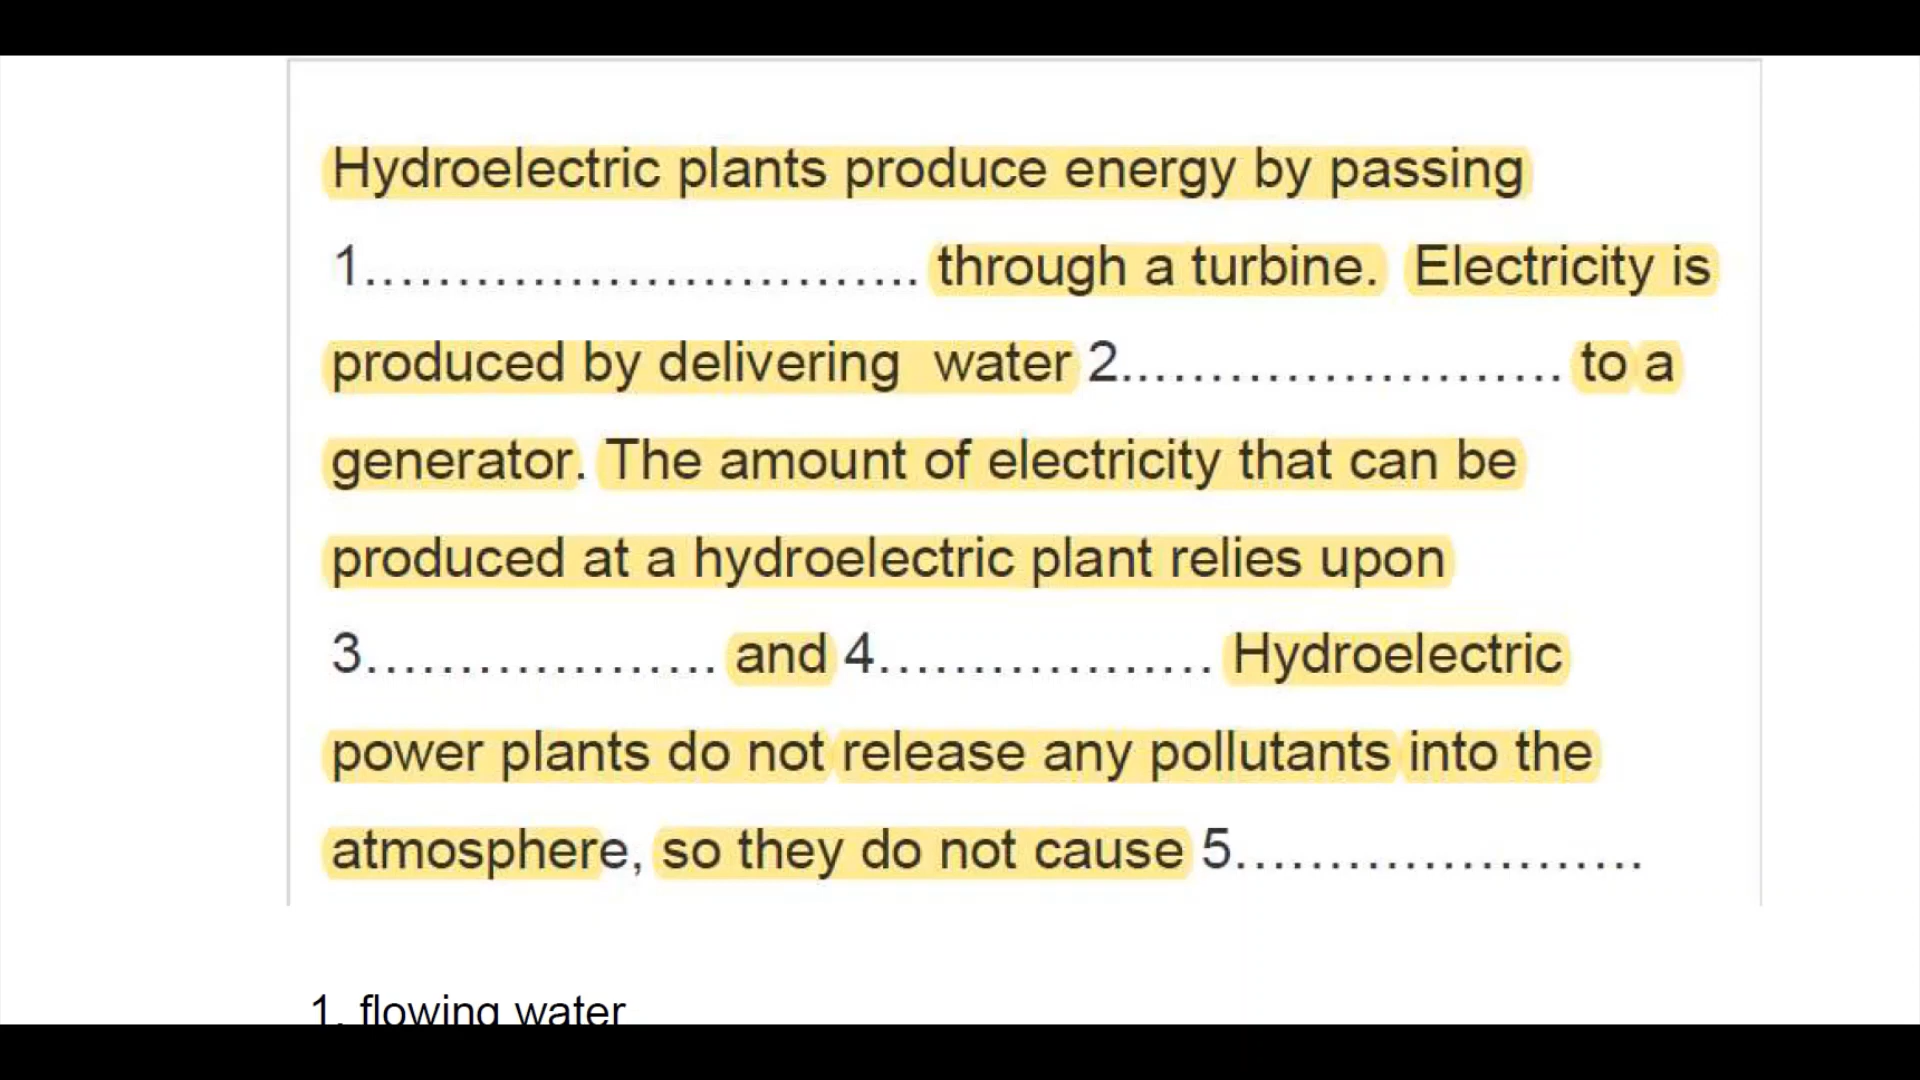 Hydroelectric plants produce energy by passing
1………………………….. through a turbine. Electricity is
produced by delivering water 2……………………. to a
generator. The amount of electricity that can be
produced at a hydroelectric plant relies upon
3……………….. and 4………………. Hydroelectric
power plants do not release any pollutants into the
atmosphere, so they do not cause 5………………….
1. flowing water